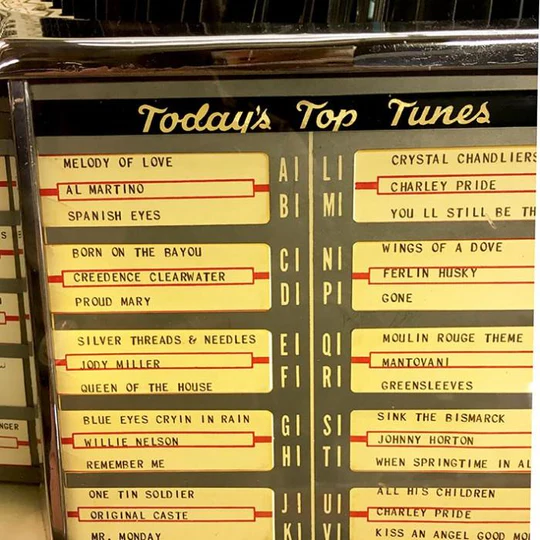 Today's Top Tunes
MELODY OF LOVE
AL MARTINO
SPANISH EYES
A1
B1
BORN ON THE BAYOU
CREEDENCE CLEARWATER
PROUD MARY
C1
D1
SILVER THREADS & NEEDLES
JODY MILLER
QUEEN OF THE HOUSE
E1
F1
BLUE EYES CRYIN IN RAIN
WILLIE NELSON
REMEMBER ME
G1
H1
ONE TIN SOLDIER
ORIGINAL CASTE
MR. MONDAY
J1
K1
L1
M1
CRYSTAL CHANDLIERS
CHARLEY PRIDE
YOU LL STILL BE
N1
P1
WINGS OF A DOVE
FERLIN HUSKY
GONE
Q1
R1
MOULIN ROUGE THEME
MANTOVANI
GREENSLEEVES
S1
T1
SINK THE BISMARCK
JOHNNY HORTON
WHEN SPRINGTIME IN
U1
V1
ALL HIS CHILDREN
CHARLEY PRIDE
KISS AN ANGEL GOOD